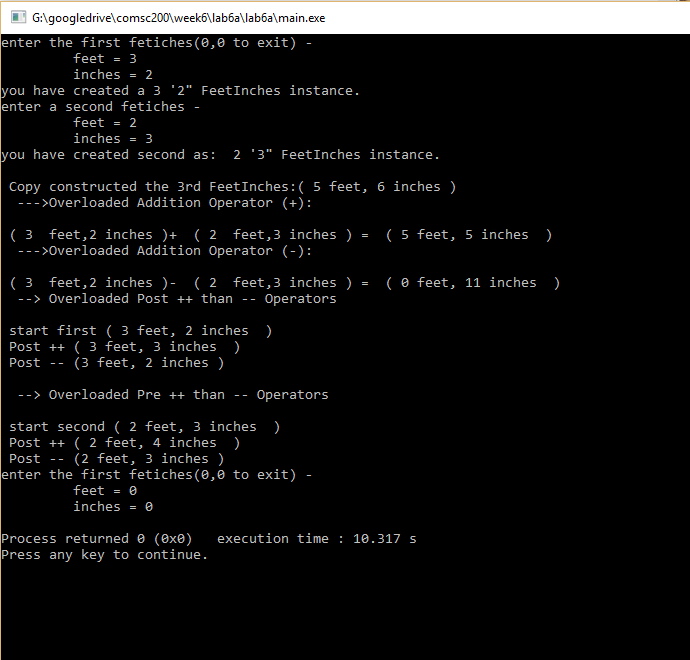 G:\googledrive\comsc200\week6\lab6a\lab6a\main.exe
enter the first fetiches(0,0 to exit) -
         feet = 3
         inches = 2
you have created a 3 '2" FeetInches instance.
enter a second fetiches -
         feet = 2
         inches = 3
you have created second as:  2 '3" FeetInches instance.

 Copy constructed the 3rd FeetInches:( 5 feet, 6 inches )
  --->Overloaded Addition Operator (+):

 ( 3  feet,2 inches )+  ( 2  feet,3 inches ) =  ( 5 feet, 5 inches  )
  --->Overloaded Addition Operator (-):

 ( 3  feet,2 inches )-  ( 2  feet,3 inches ) =  ( 0 feet, 11 inches  )
  --> Overloaded Post ++ than -- Operators

 start first ( 3 feet, 2 inches  )
 Post ++ ( 3 feet, 3 inches  )
 Post -- (3 feet, 2 inches )

  --> Overloaded Pre ++ than -- Operators

 start second ( 2 feet, 3 inches  )
 Post ++ ( 2 feet, 4 inches  )
 Post -- (2 feet, 3 inches )
enter the first fetiches(0,0 to exit) -
         feet = 0
         inches = 0

Process returned 0 (0x0)   execution time : 10.317 s
Press any key to continue.